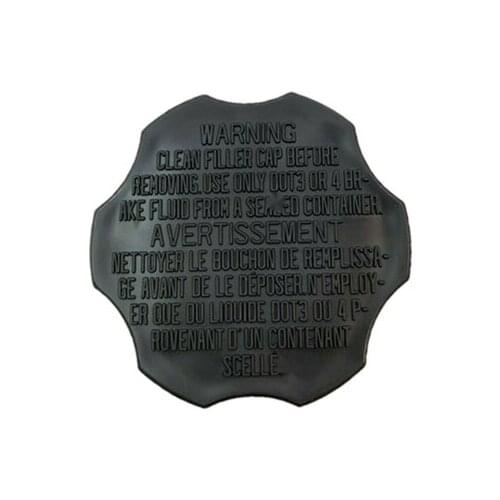 WARNING
CLEAN FILLER CAP BEFORE
REMOVING.USE ONLY DOT3 OR 4 BR-
AKE FLUID FROM A SEALED CONTAINER.
AVERTISSEMENT
NETTOYER LE BOUCHON DE REMPLISSA-
GE AVANT DE LE DÉPOSER.N'EMPLOY-
ER QUE DU LIQUIDE DOT3 OU 4 P-
ROVENANT D'UN CONTENANT
SCELLÉ.